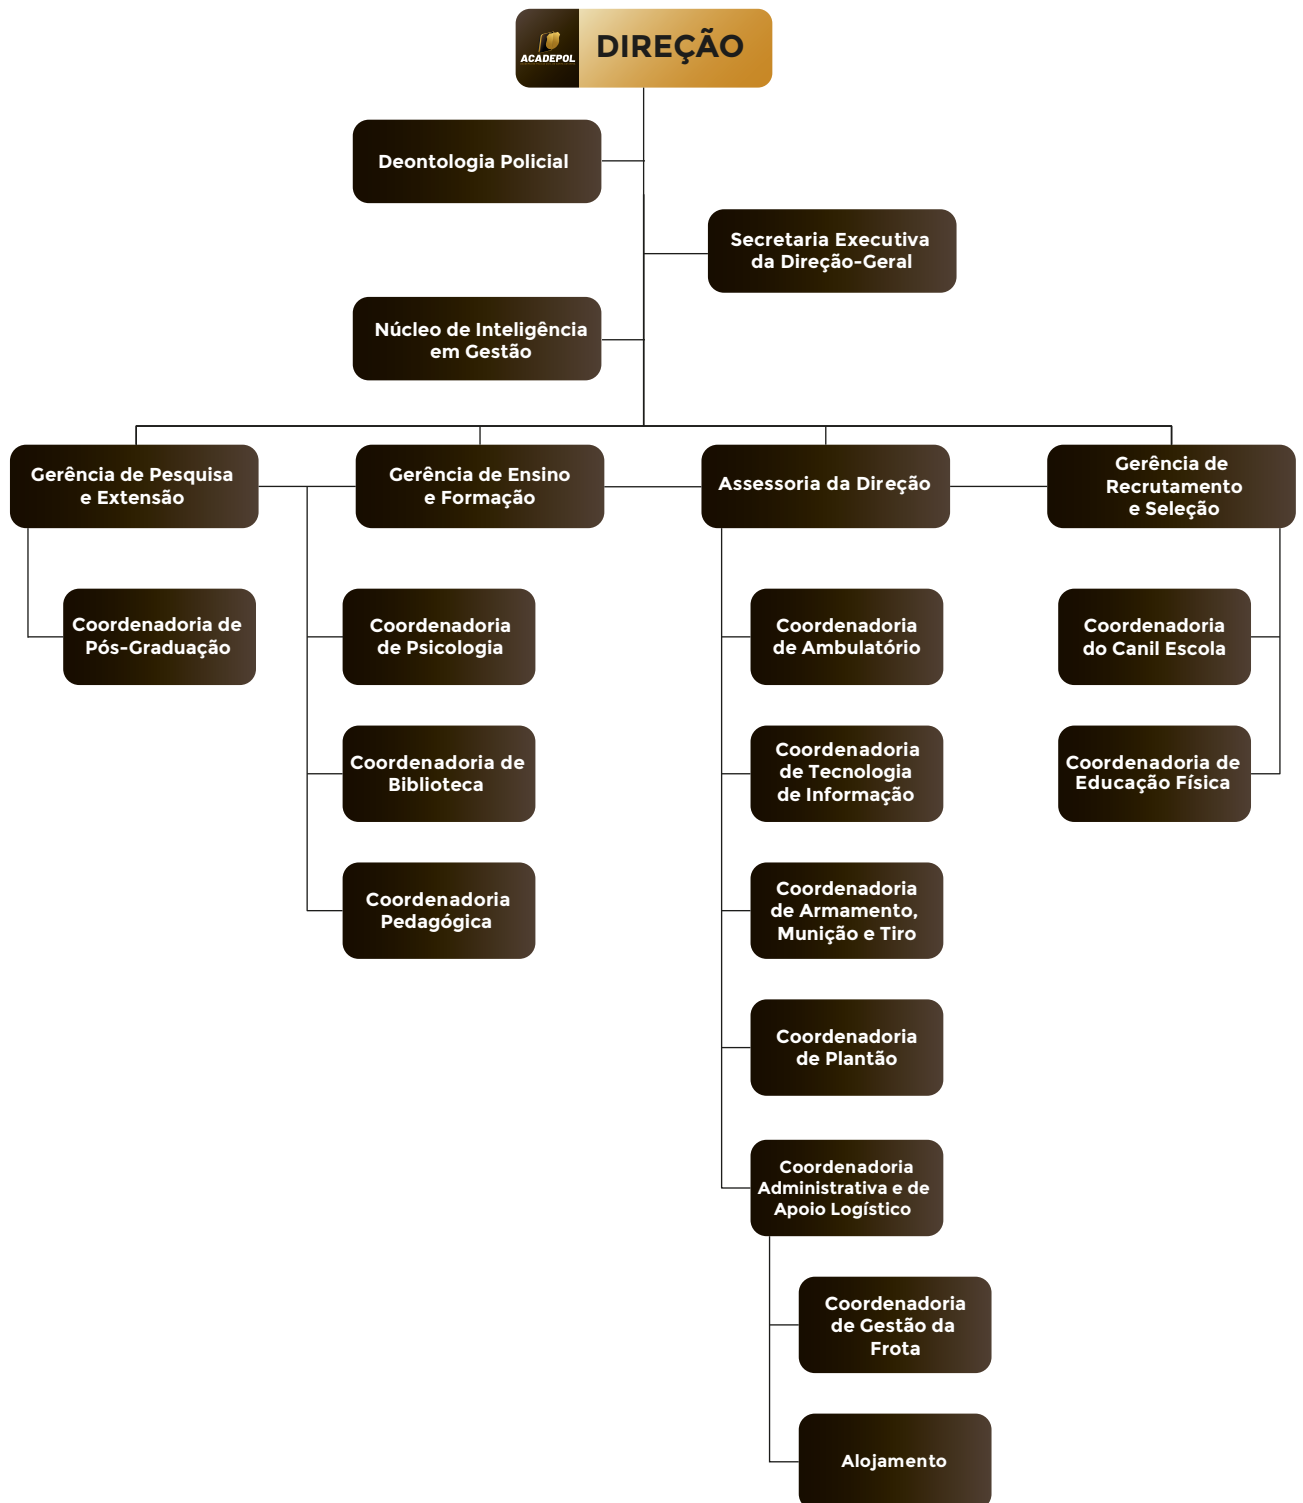 ACADEPOL
DIREÇÃO
Deontologia Policial
Secretaria Executiva
da Direção-Geral
Núcleo de Inteligência
em Gestão
Gerência de Pesquisa
e Extensão
Gerência de Ensino
e Formação
Assessoria da Direção
Gerência de
Recrutamento
e Seleção
Coordenadoria de
Pós-Graduação
Coordenadoria
de Psicologia
Coordenadoria
de Ambulatório
Coordenadoria
do Canil Escola
Coordenadoria de
Biblioteca
Coordenadoria
de Tecnologia
de Informação
Coordenadoria de
Educação Física
Coordenadoria
Pedagógica
Coordenadoria
de Armamento,
Munição e Tiro
Coordenadoria
de Plantão
Coordenadoria
Administrativa e de
Apoio Logístico
Coordenadoria
de Gestão da
Frota
Alojamento